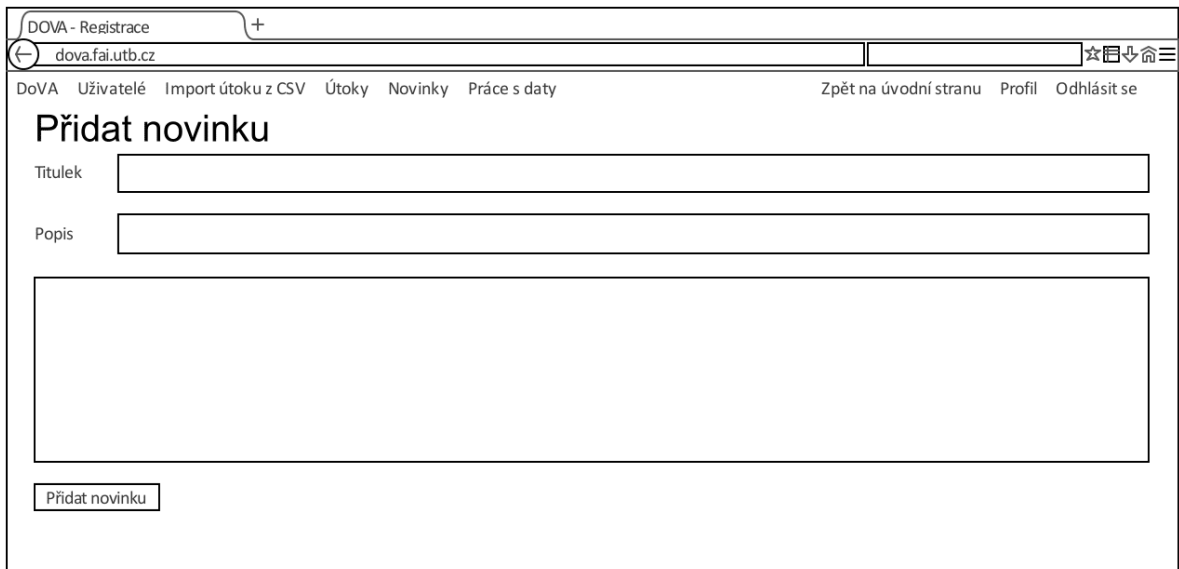 DOVA - Registrace
dova.fai.utb.cz
DoVA Uživatelé Import útoku z CSV Útoky Novinky Práce s daty Zpět na úvodní stranu Profil Odhlásit se
Přidat novinku
Titulek
Popis
Přidat novinku